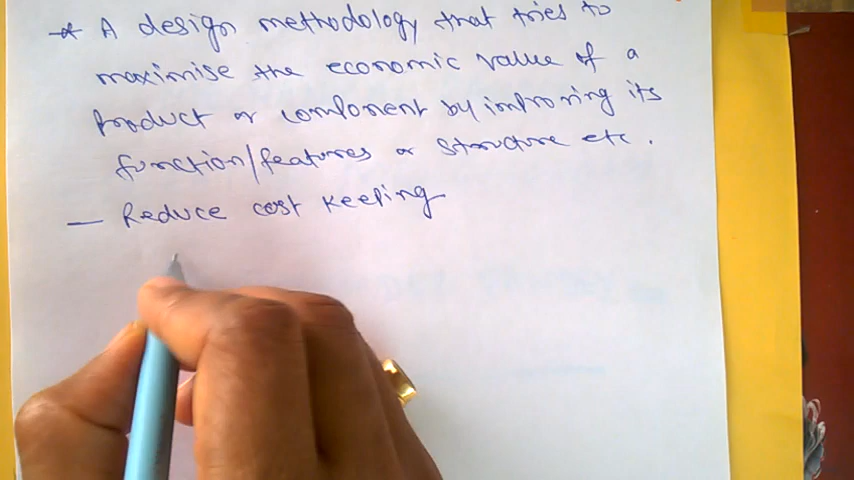 * A design methodology that tries to
maximise the economic value of a
product or component by improving its
function/features or structure etc.
— Reduce cost keeping